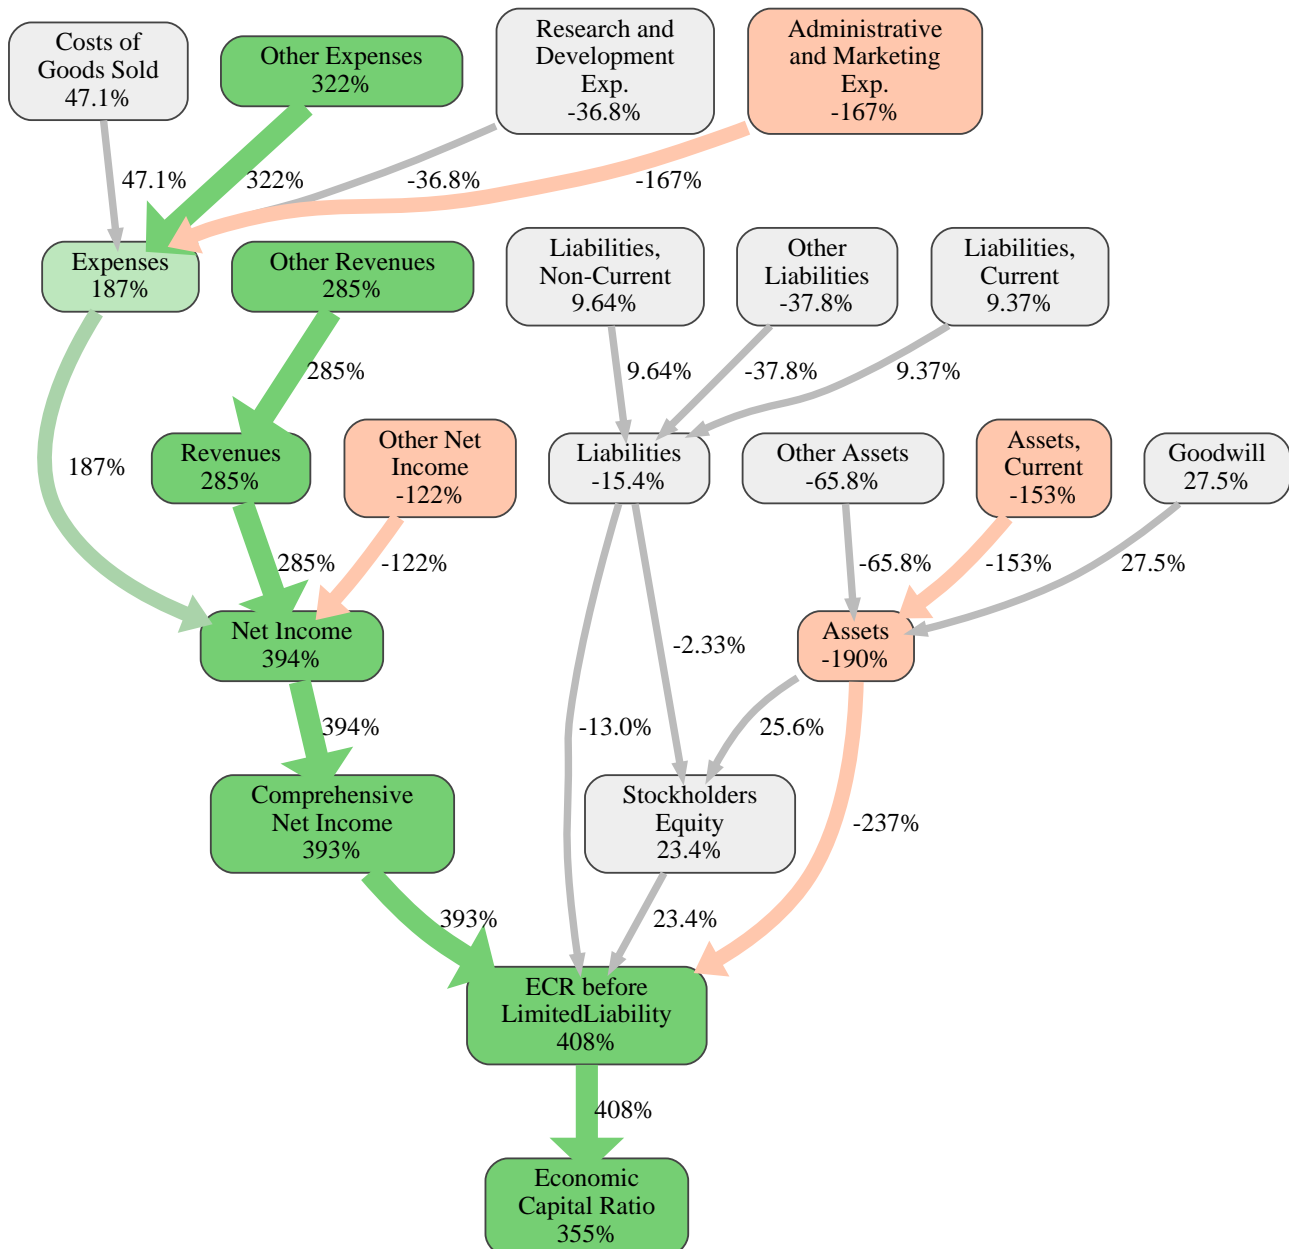 Costs of
Goods Sold
47.1%
Other Expenses
322%
Research and
Development
Exp.
-36.8%
Administrative
and Marketing
Exp.
-167%
47.1%
322%
-36.8%
-167%
Expenses
187%
Other Revenues
285%
Liabilities,
Non-Current
9.64%
Other
Liabilities
-37.8%
Liabilities,
Current
9.37%
285%
9.64%
-37.8%
9.37%
187%
Revenues
285%
Other Net
Income
-122%
Liabilities
-15.4%
Other Assets
-65.8%
Assets,
Current
-153%
Goodwill
27.5%
285%
-122%
-65.8%
-153%
27.5%
Net Income
394%
-2.33%
Assets
-190%
394%
-13.0%
25.6%
Comprehensive
Net Income
393%
Stockholders
Equity
23.4%
-237%
393%
23.4%
ECR before
LimitedLiability
408%
408%
Economic
Capital Ratio
355%